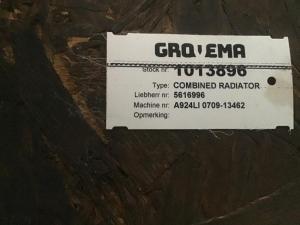 GROVEMA
Stock nr: 1013896
Type: COMBINED RADIATOR
Liebherr nr: 5616996
Machine nr: A924LI 0709-13462
Opmerking: